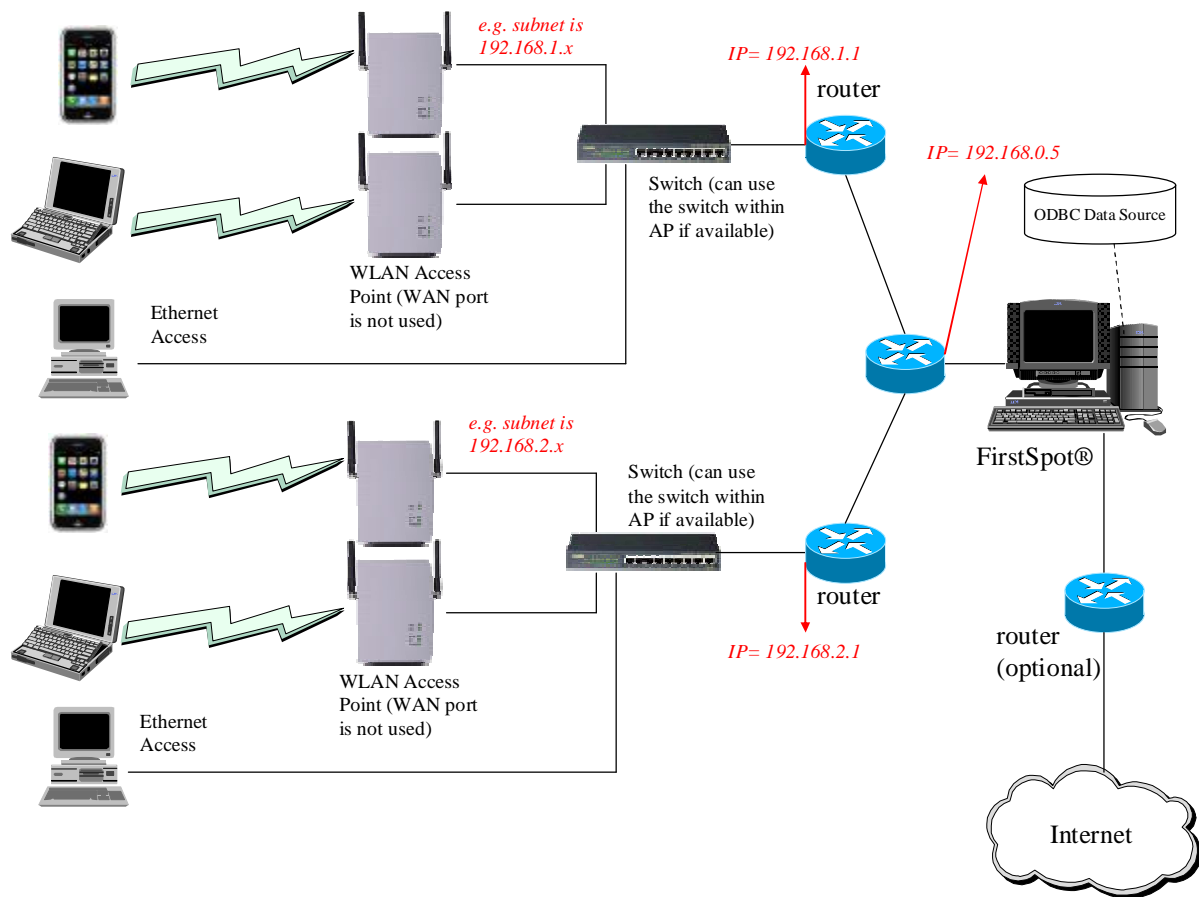 e.g. subnet is
192.168.1.x
IP= 192.168.1.1
router
IP= 192.168.0.5
ODBC Data Source
Switch (can use
the switch within
AP if available)
WLAN Access
Point (WAN port
is not used)
Ethernet
Access
FirstSpot®
e.g. subnet is
192.168.2.x
Switch (can use
the switch within
AP if available)
router
IP= 192.168.2.1
WLAN Access
Point (WAN port
is not used)
Ethernet
Access
router
(optional)
Internet